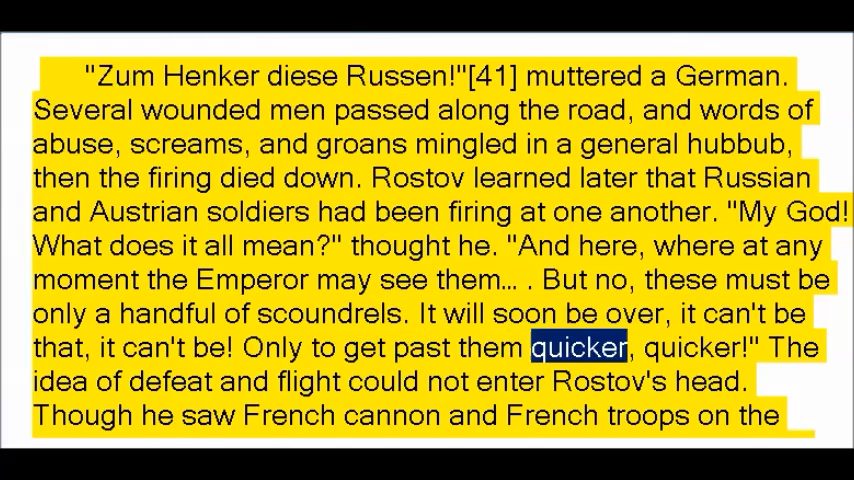 "Zum Henker diese Russen!"[41] muttered a German.
Several wounded men passed along the road, and words of
abuse, screams, and groans mingled in a general hubbub,
then the firing died down. Rostov learned later that Russian
and Austrian soldiers had been firing at one another. "My God!
What does it all mean?" thought he. "And here, where at any
moment the Emperor may see them... . But no, these must be
only a handful of scoundrels. It will soon be over, it can't be
that, it can't be! Only to get past them quicker, quicker!" The
idea of defeat and flight could not enter Rostov's head.
Though he saw French cannon and French troops on the